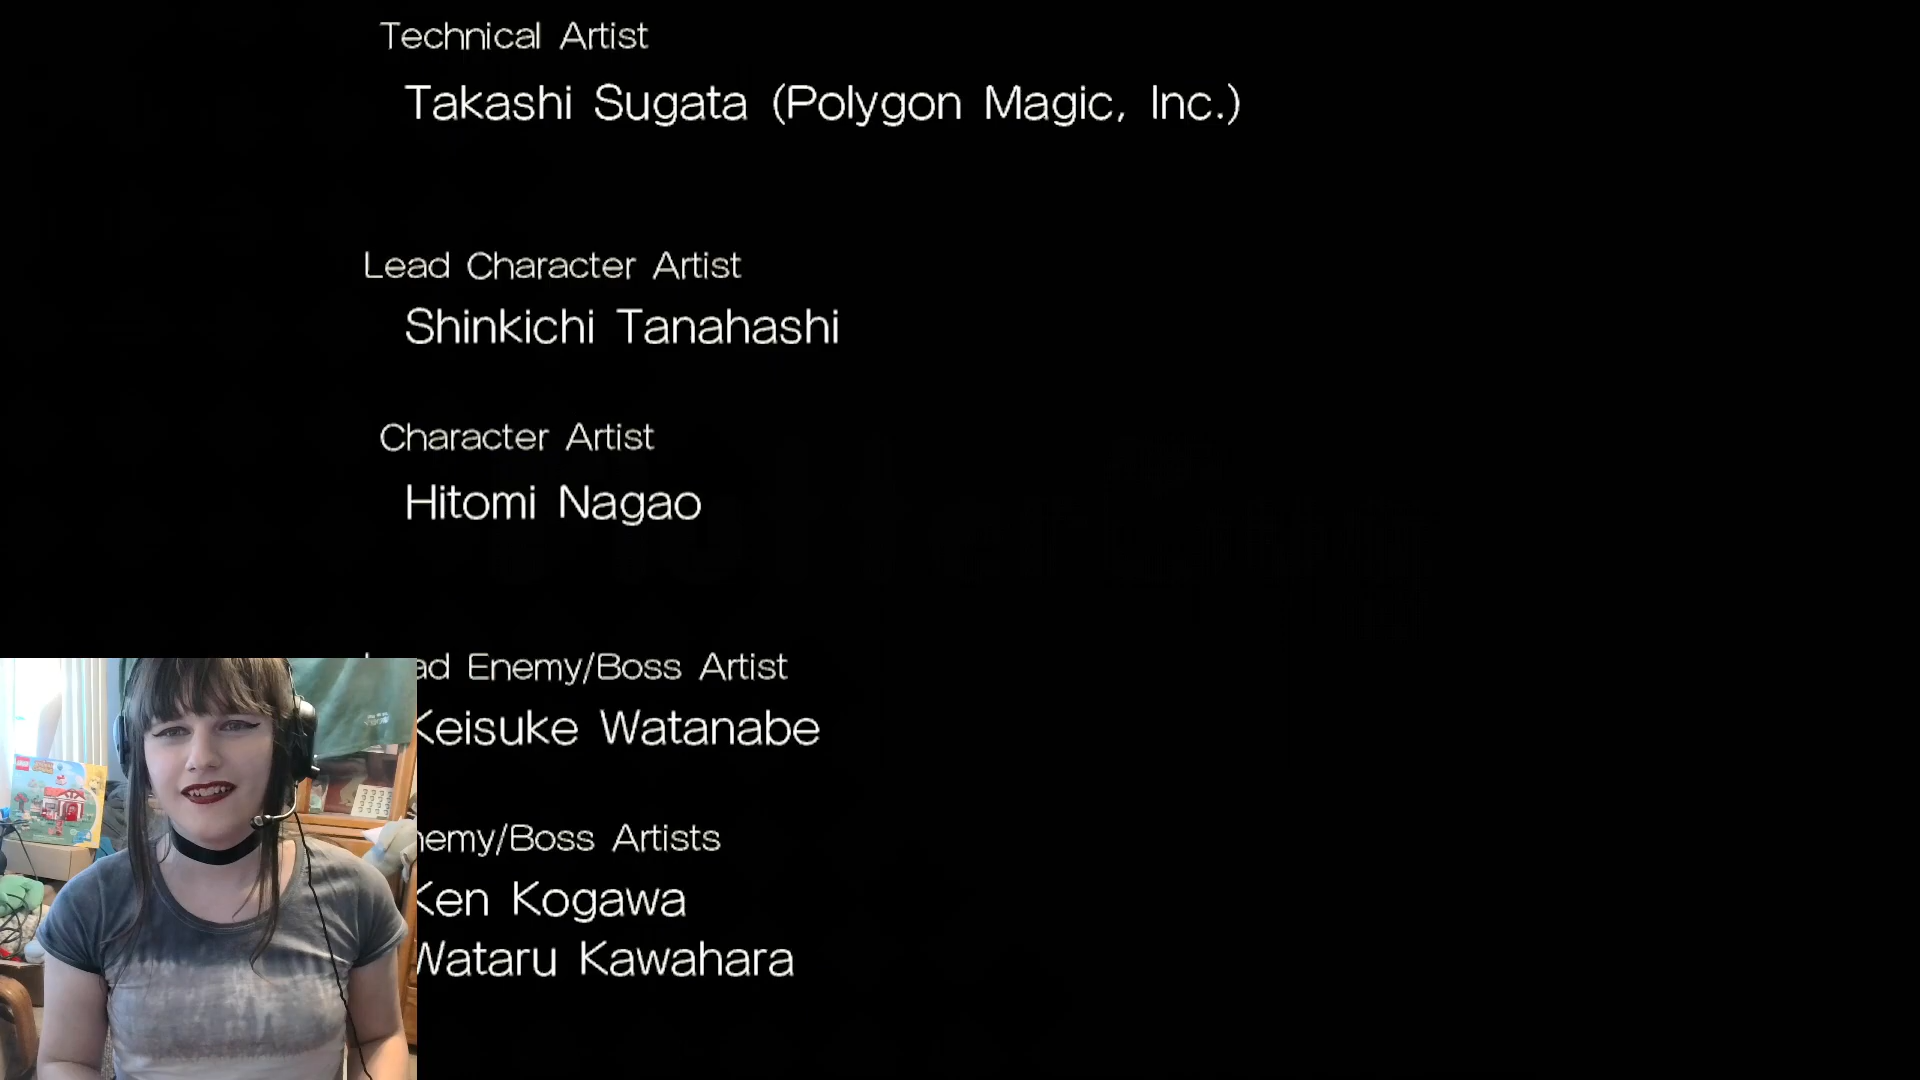 Technical Artist
Takashi Sugata (Polygon Magic, Inc.)
Lead Character Artist
Shinkichi Tanahashi
Character Artist
Hitomi Nagao
ad Enemy/Boss Artist
Keisuke Watanabe
nemy/Boss Artists
Ken Kogawa
Wataru Kawahara